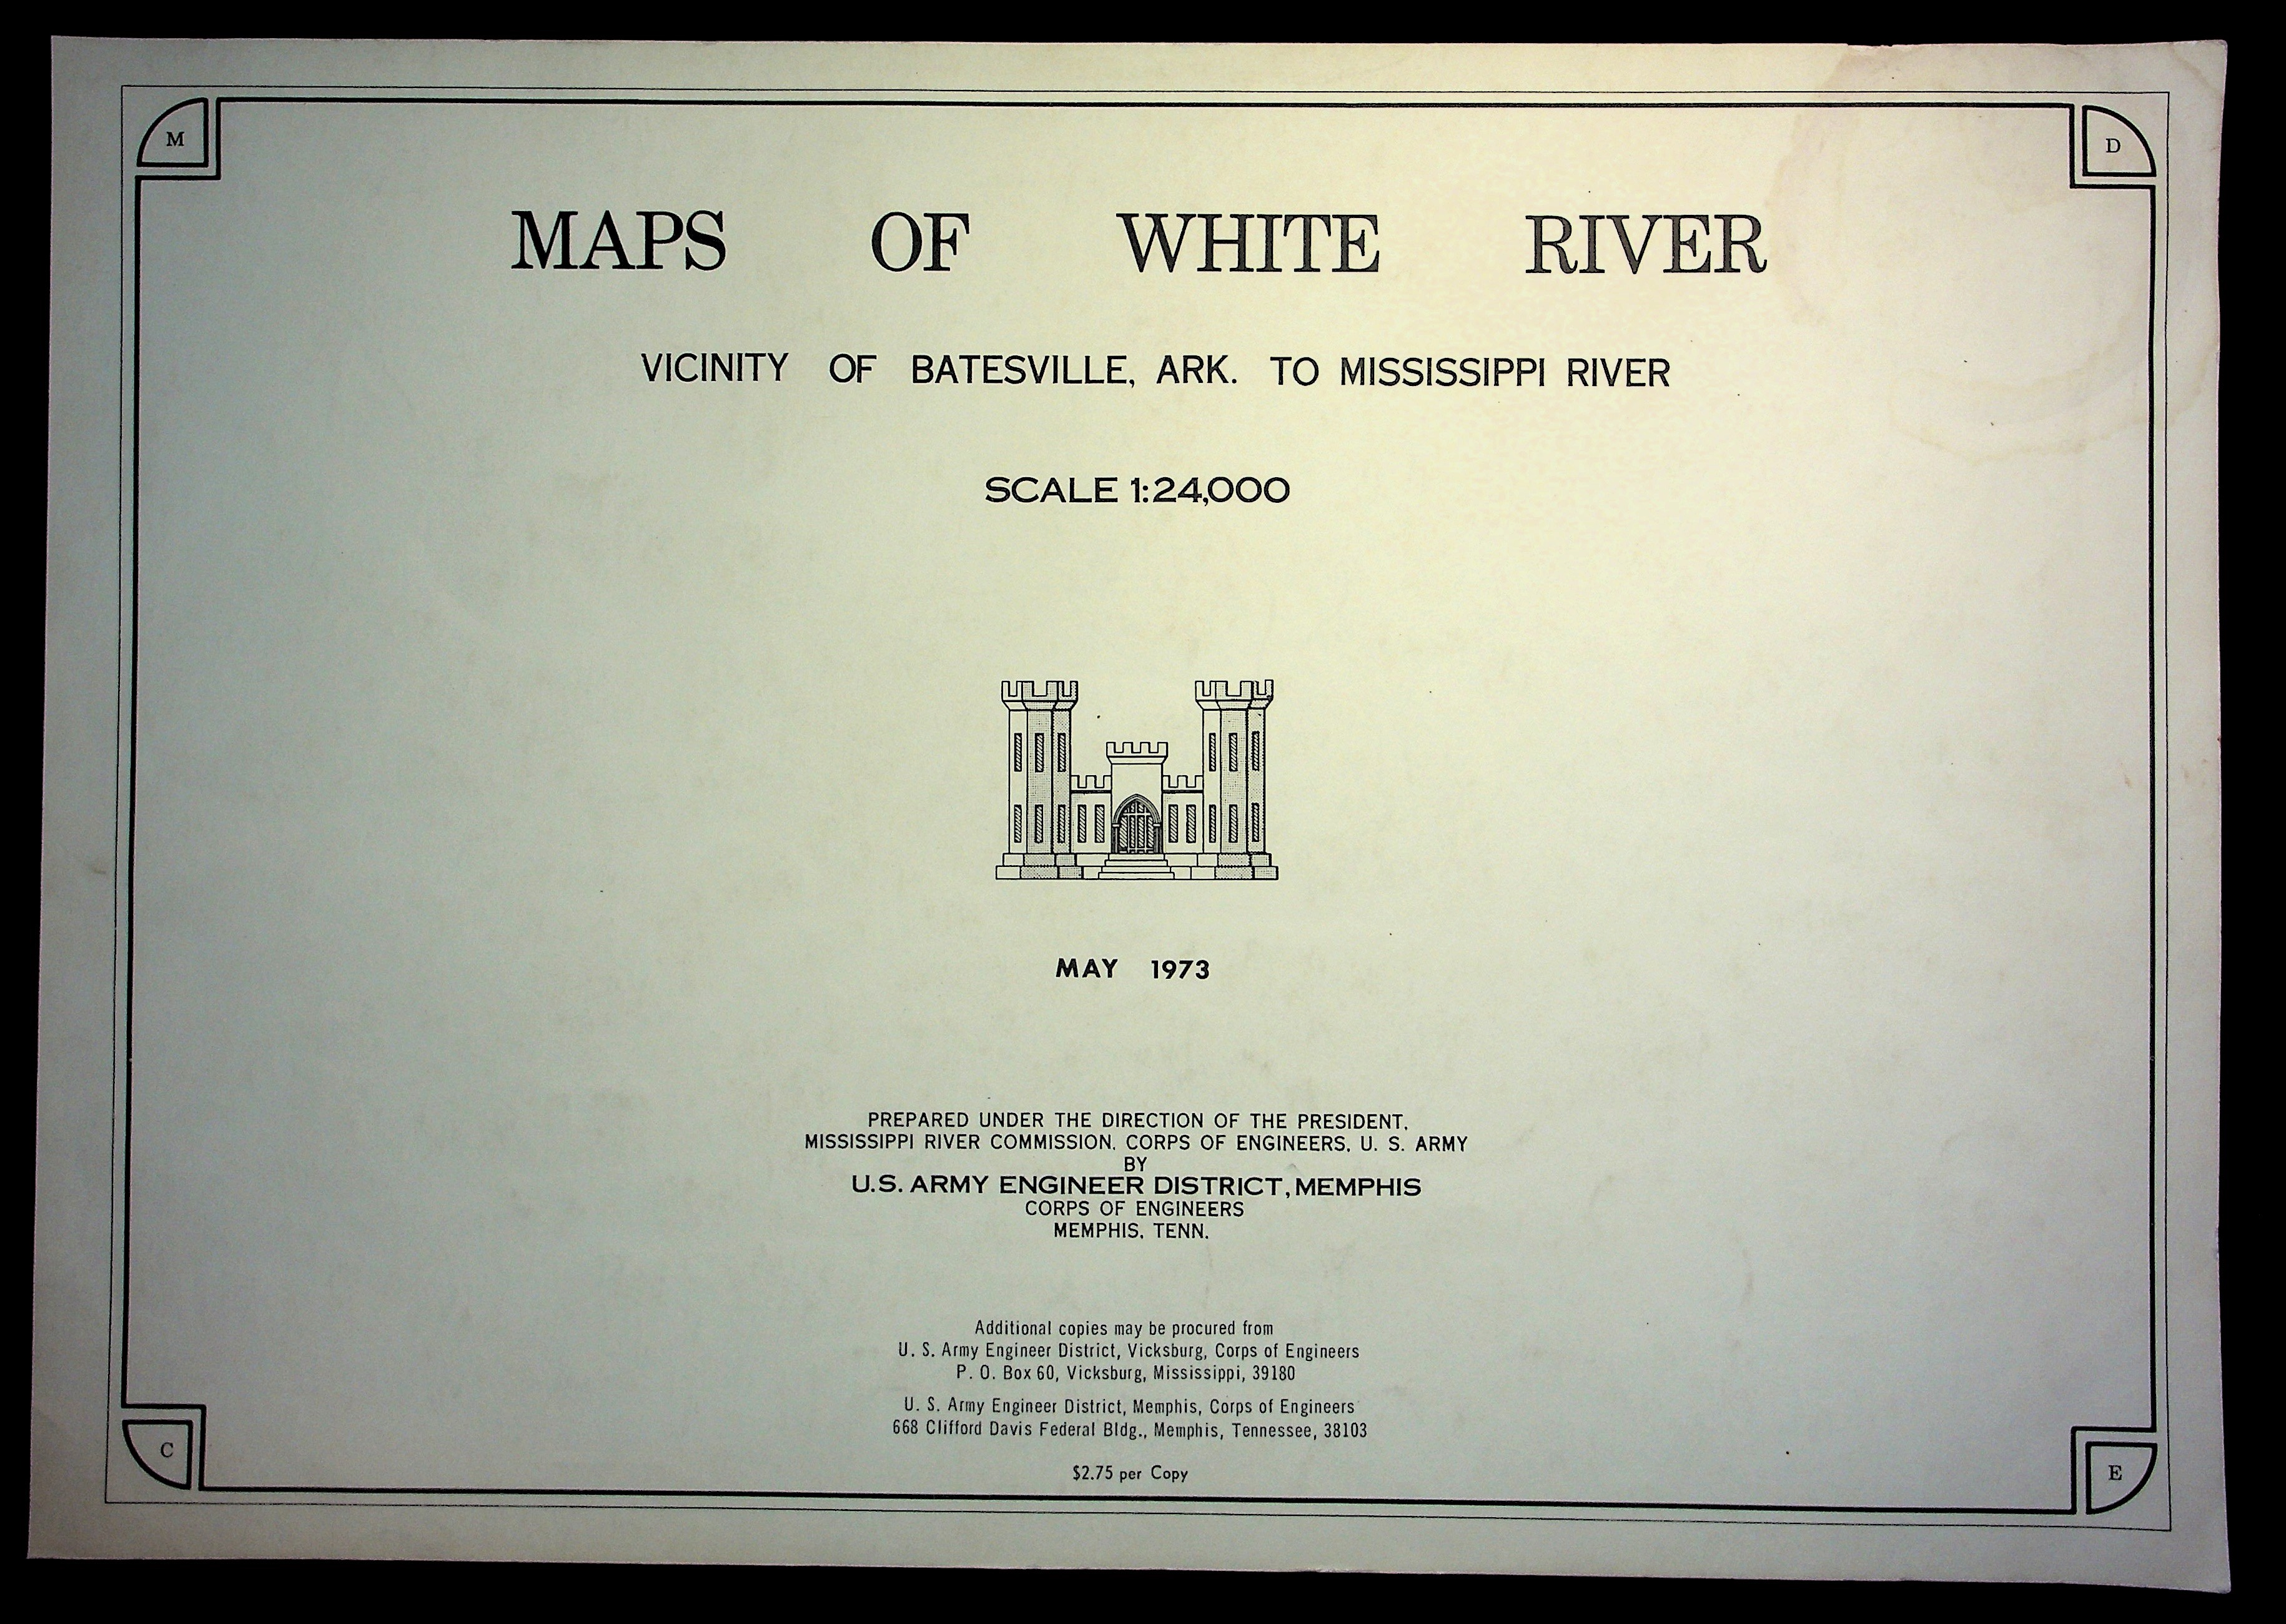 M
D
MAPS OF WHITE RIVER
VICINITY OF BATESVILLE, ARK. TO MISSISSIPPI RIVER
SCALE 1:24,000
MAY 1973
PREPARED UNDER THE DIRECTION OF THE PRESIDENT,
MISSISSIPPI RIVER COMMISSION, CORPS OF ENGINEERS, U. S. ARMY
BY
U.S. ARMY ENGINEER DISTRICT, MEMPHIS
CORPS OF ENGINEERS
MEMPHIS, TENN.
Additional copies may be procured from
U. S. Army Engineer District, Vicksburg, Corps of Engineers
P. O. Box 60, Vicksburg, Mississippi, 39180
U. S. Army Engineer District, Memphis, Corps of Engineers
668 Clifford Davis Federal Bldg., Memphis, Tennessee, 38103
$2.75 per Copy
C
E